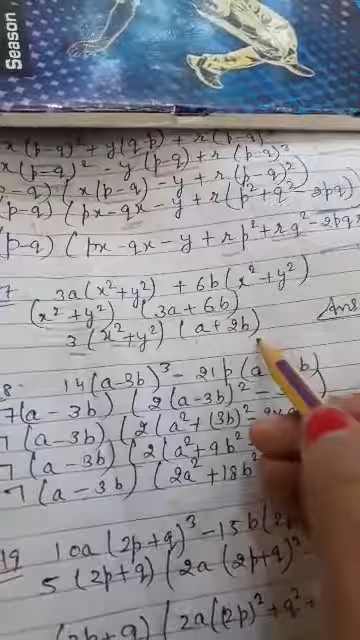 Season
x(p-q)² + y(q-p) + r(p-q)³
x(p-q)² - y(p-q) + r(p-q)³
(p-q) (x(p-q) - y + r(p-q)²)
(p-q) (px - qx - y + r(p² + q² - 2pq))
(p-q) (px - qx - y + rp² + rq² - 2pqr
7 3a(x²+y²) + 6b(x²+y²)
(x²+y²) (3a+6b)
3(x²+y²) (a+2b) Ans
8. 14(a-3b)³ - 21p(a b)
7(a-3b) (2(a-3b)² -
7(a-3b) (2(a²+(3b)²
7(a-3b) (2(a²+9b²
7(a-3b) (2a²+18b²
19 10a(2p+q)³ - 15b(2p
5(2p+q) (2a(2p+q)²
(2p+q) (2a(2p)²+q²+